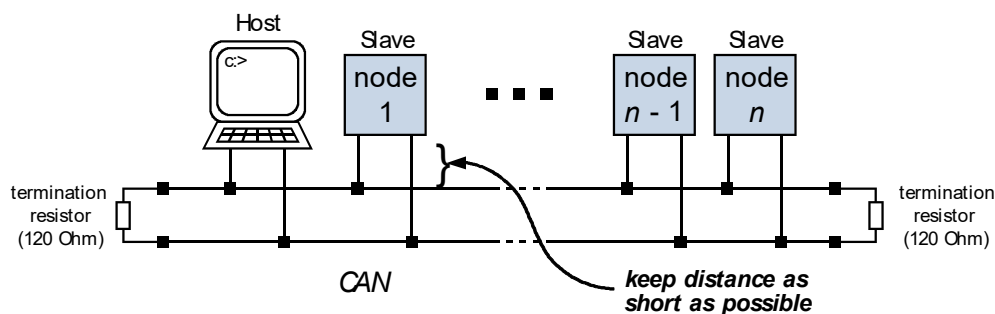 Host
c:>
Slave
node
1
Slave
node
n - 1
Slave
node
n
termination
resistor
(120 Ohm)
termination
resistor
(120 Ohm)
CAN
keep distance as
short as possible